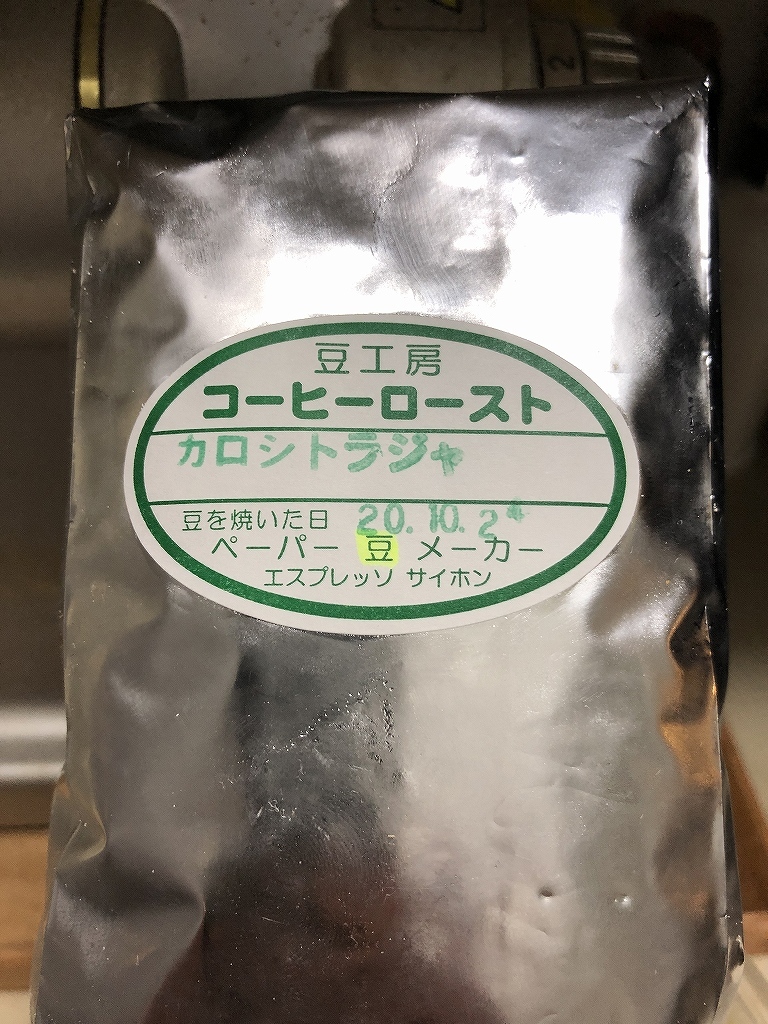 2
豆工房
コーヒーロースト
カロシトラジャ
豆を焼いた日 20.10.24
ペーパー 豆 メーカー
エスプレッソ サイホン